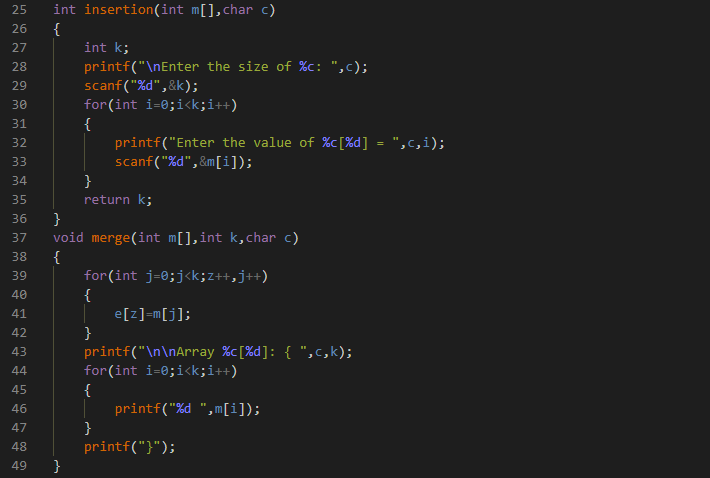 25 int insertion(int m[],char c)
26 {
27     int k;
28     printf("\nEnter the size of %c: ",c);
29     scanf("%d",&k);
30     for(int i=0;i<k;i++)
31     {
32         printf("Enter the value of %c[%d] = ",c,i);
33         scanf("%d",&m[i]);
34     }
35     return k;
36 }
37 void merge(int m[],int k,char c)
38 {
39     for(int j=0;j<k;z++,j++)
40     {
41         e[z]=m[j];
42     }
43     printf("\n\nArray %c[%d]: { ",c,k);
44     for(int i=0;i<k;i++)
45     {
46         printf("%d ",m[i]);
47     }
48     printf("}");
49 }